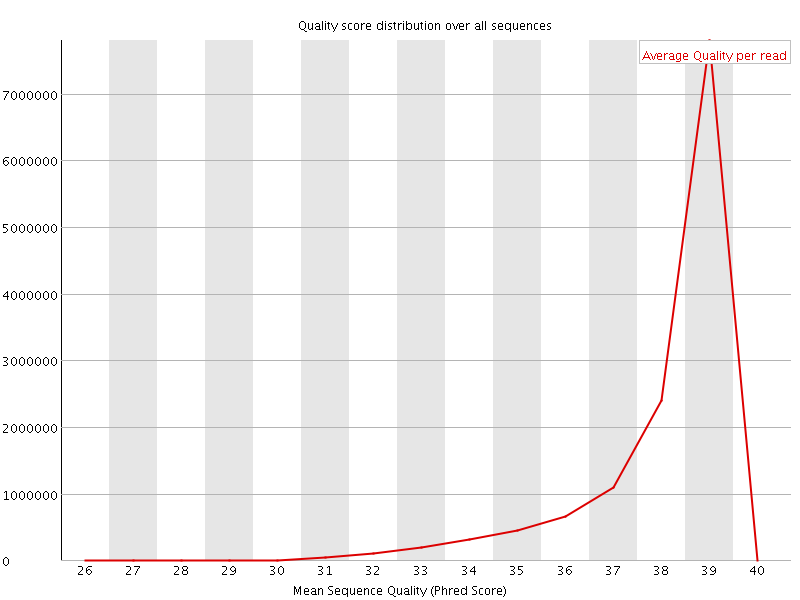 Quality score distribution over all sequences
Average Quality per read
7000000
6000000
5000000
4000000
3000000
2000000
1000000
0
26 27 28 29 30 31 32 33 34 35 36 37 38 39 40
Mean Sequence Quality (Phred Score)